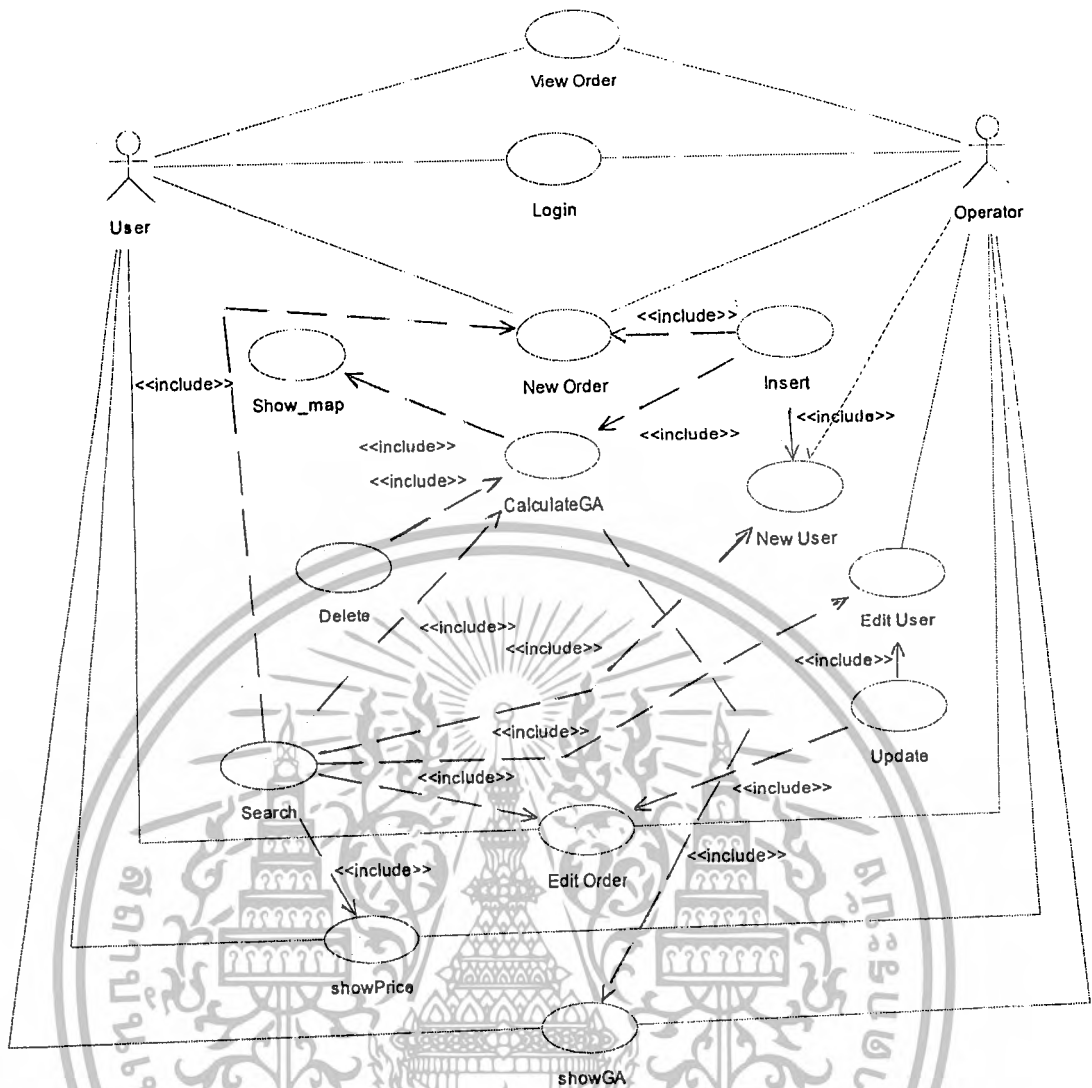 View Order
User
Login
Operator
<<include>>
New Order
Insert
<<include>>
Show_map
<<include>>
<<include>>
<<include>>
<<include>>
CalculateGA
New User
Delete
Edit User
<<include>>
<<include>>
<<include>>
<<include>>
Update
<<include>>
<<include>>
Search
<<include>>
<<include>>
Edit Order
showPrice
showGA